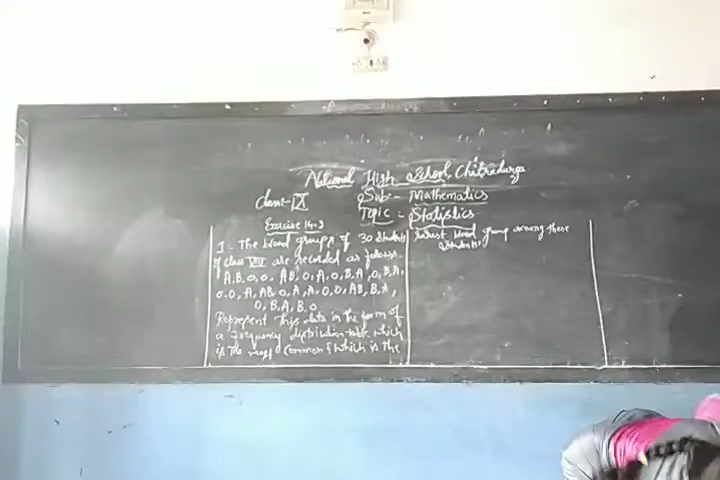 National High School, Chitradurga
Class-IX
Sub:- Mathematics
Topic = Statistics
Exercise 14.2
1. The blood groups of 30 students
of class VIII are recorded as follows.
A, B, O, O, AB, O, A, O, B, A, O, B, A,
O, O, A, AB, O, A, A, O, O, AB, B, A,
O, B, A, B, O
Represent this data in the form of
a frequency distribution table which
is the most common & which is the
rarest blood group among these
students.